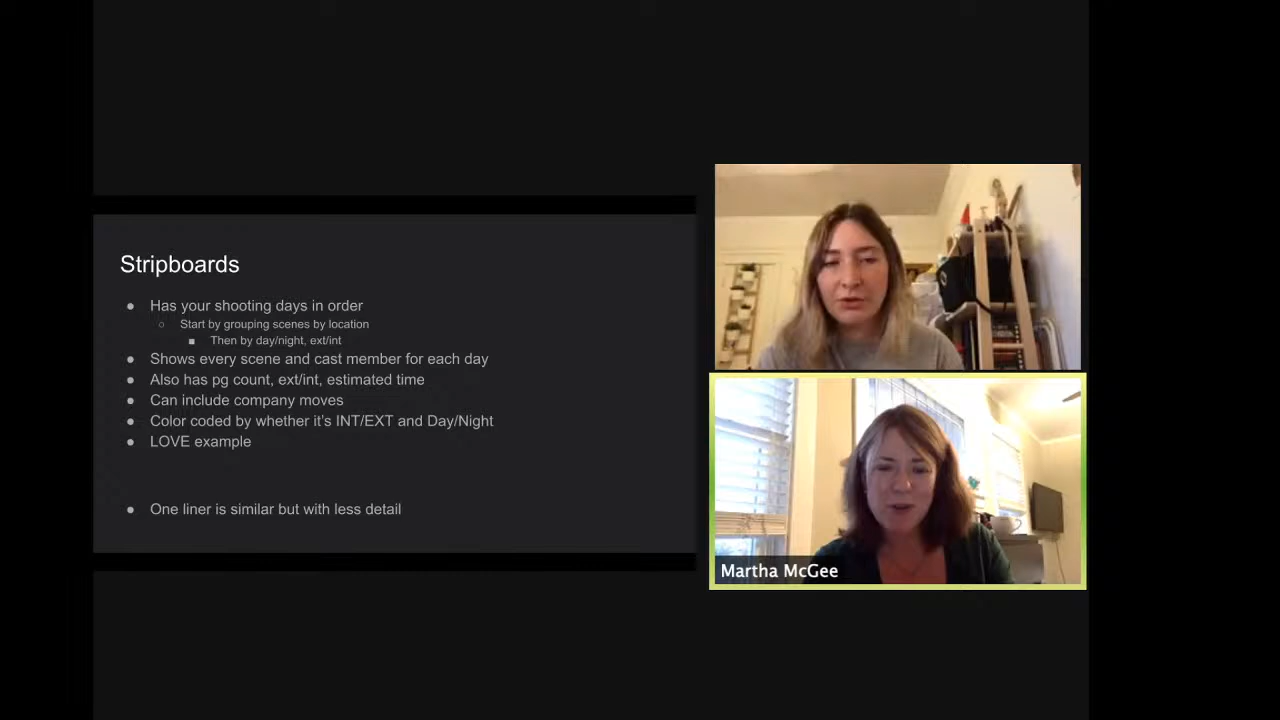 Stripboards
● Has your shooting days in order
○ Start by grouping scenes by location
■ Then by day/night, ext/int
● Shows every scene and cast member for each day
● Also has pg count, ext/int, estimated time
● Can include company moves
● Color coded by whether it's INT/EXT and Day/Night
● LOVE example
● One liner is similar but with less detail
Martha McGee